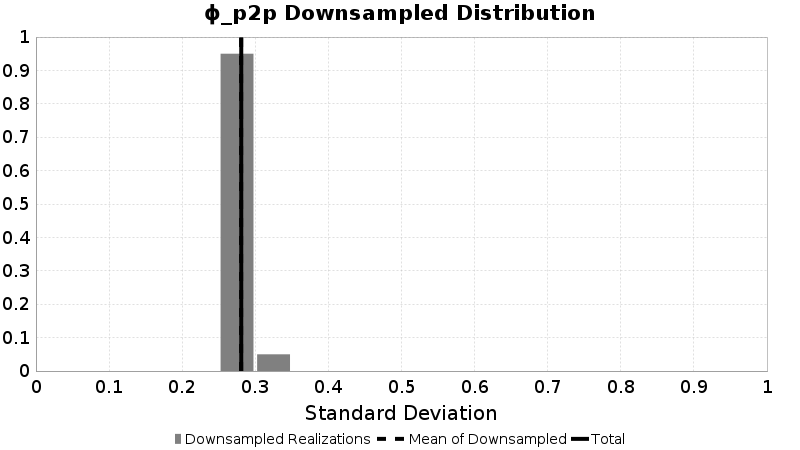 ϕ_p2p Downsampled Distribution
1
0.9
0.8
0.7
0.6
0.5
0.4
0.3
0.2
0.1
0
0 0.1 0.2 0.3 0.4 0.5 0.6 0.7 0.8 0.9 1
Standard Deviation
Downsampled Realizations Mean of Downsampled Total